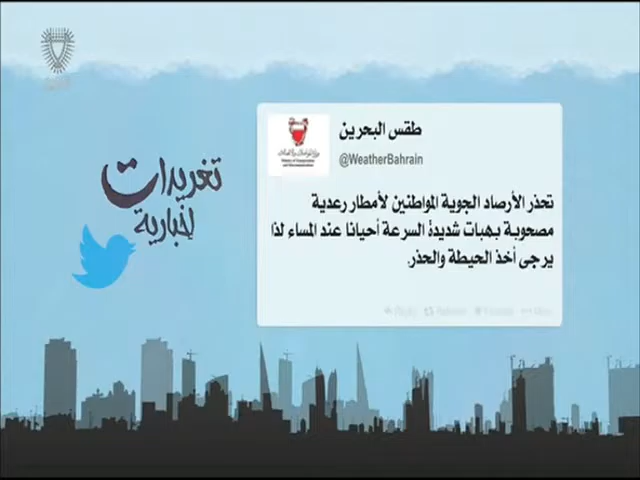 طقس البحرين
@WeatherBahrain
تحذر الأرصاد الجوية المواطنين لأمطار رعدية
مصحوبة بهبات شديدة السرعة أحيانا عند المساء لذا
يرجى أخذ الحيطة والحذر.
تغريدات
إخبارية